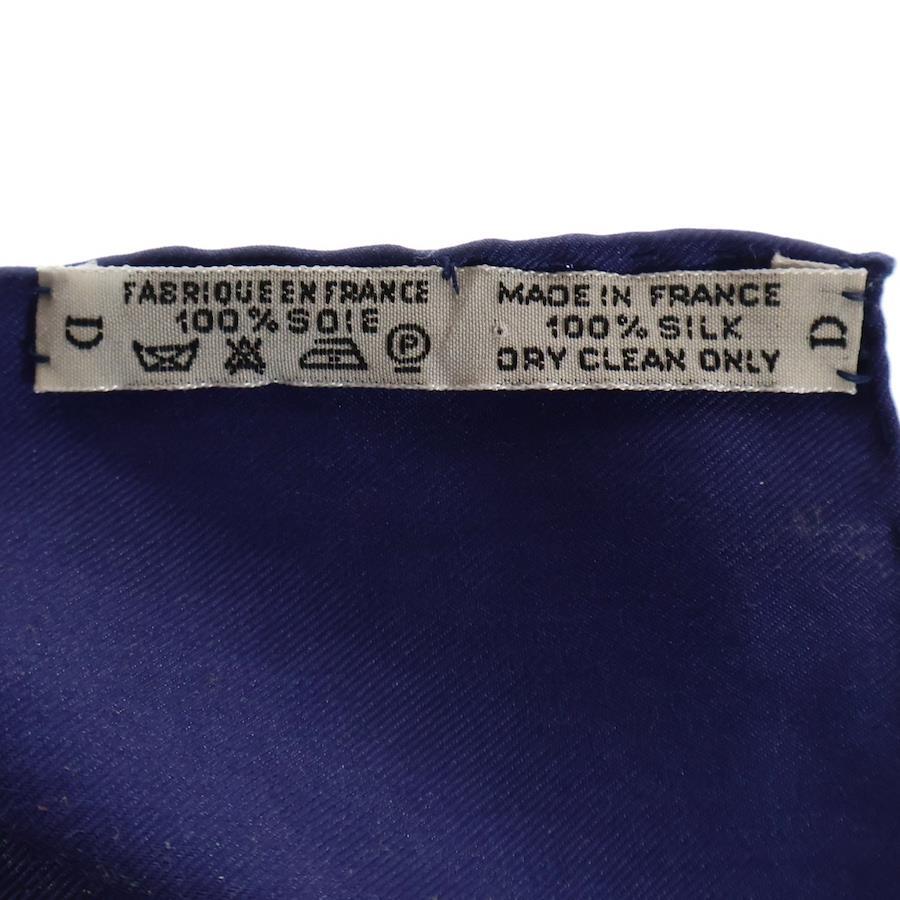 D
FABRIQUE EN FRANCE
100% SOIE
P
MADE IN FRANCE
100% SILK
DRY CLEAN ONLY
D